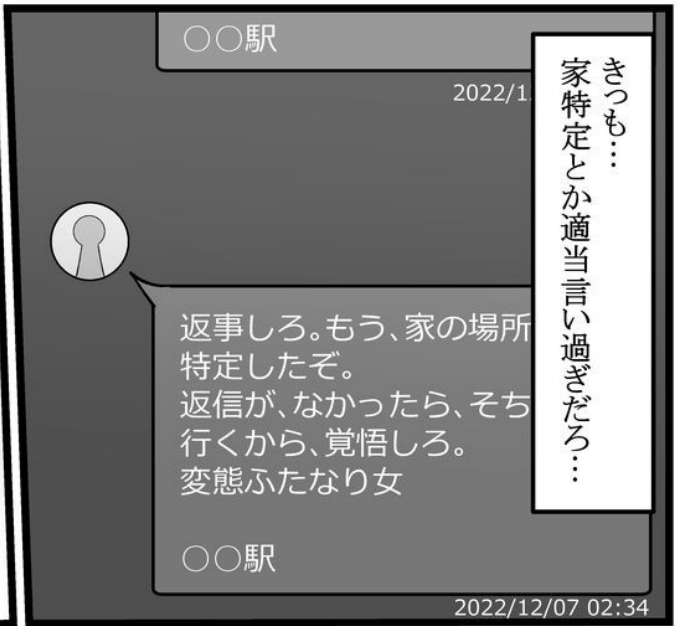 ○○駅
2022/1
きっも…
家特定とか適当言い過ぎだろ…
返事しろ。もう、家の場所
特定したぞ。
返信が、なかったら、そち
行くから、覚悟しろ。
変態ふたなり女
○○駅
2022/12/07 02:34